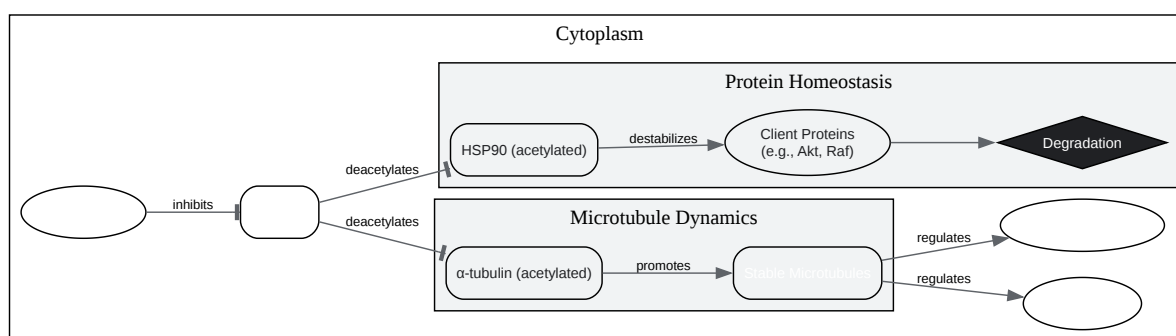 Cytoplasm
Protein Homeostasis
HSP90 (acetylated)
destabilizes
Client Proteins
(e.g., Akt, Raf)
Degradation
deacetylates
inhibits
deacetylates
Microtubule Dynamics
α-tubulin (acetylated)
promotes
Stable Microtubules
regulates
regulates